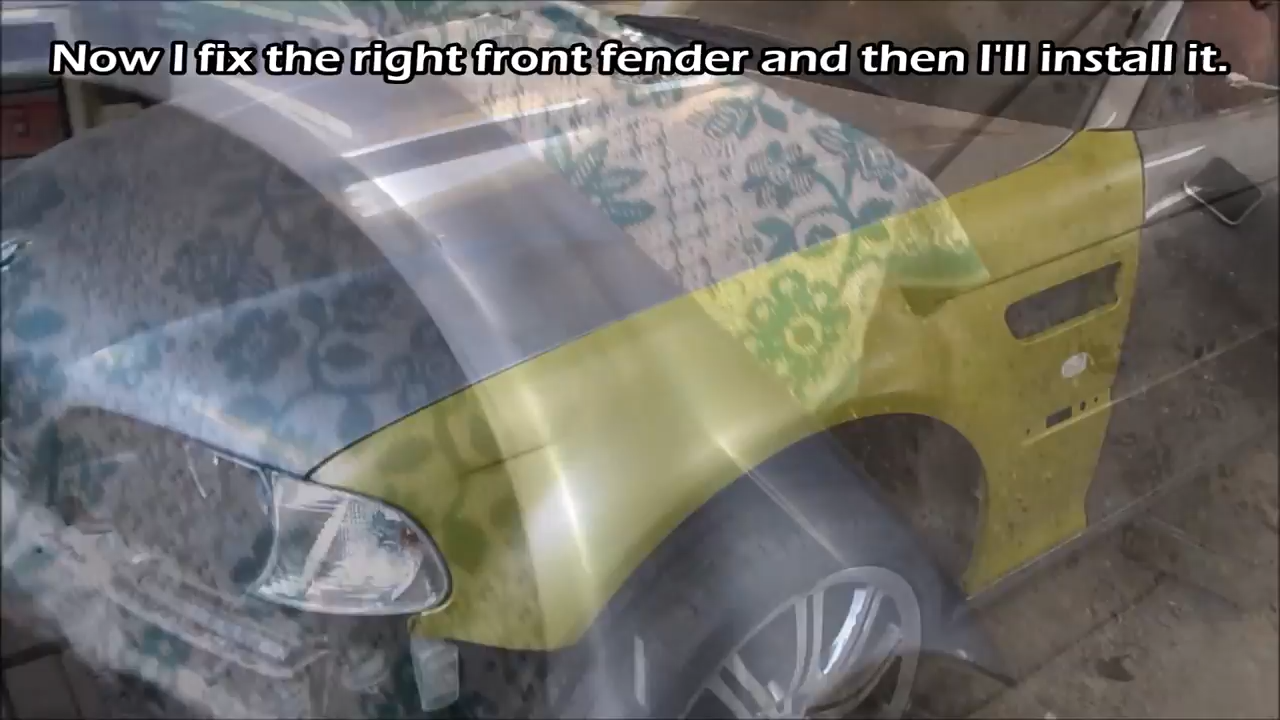 Now I fix the right front fender and then I'll install it.